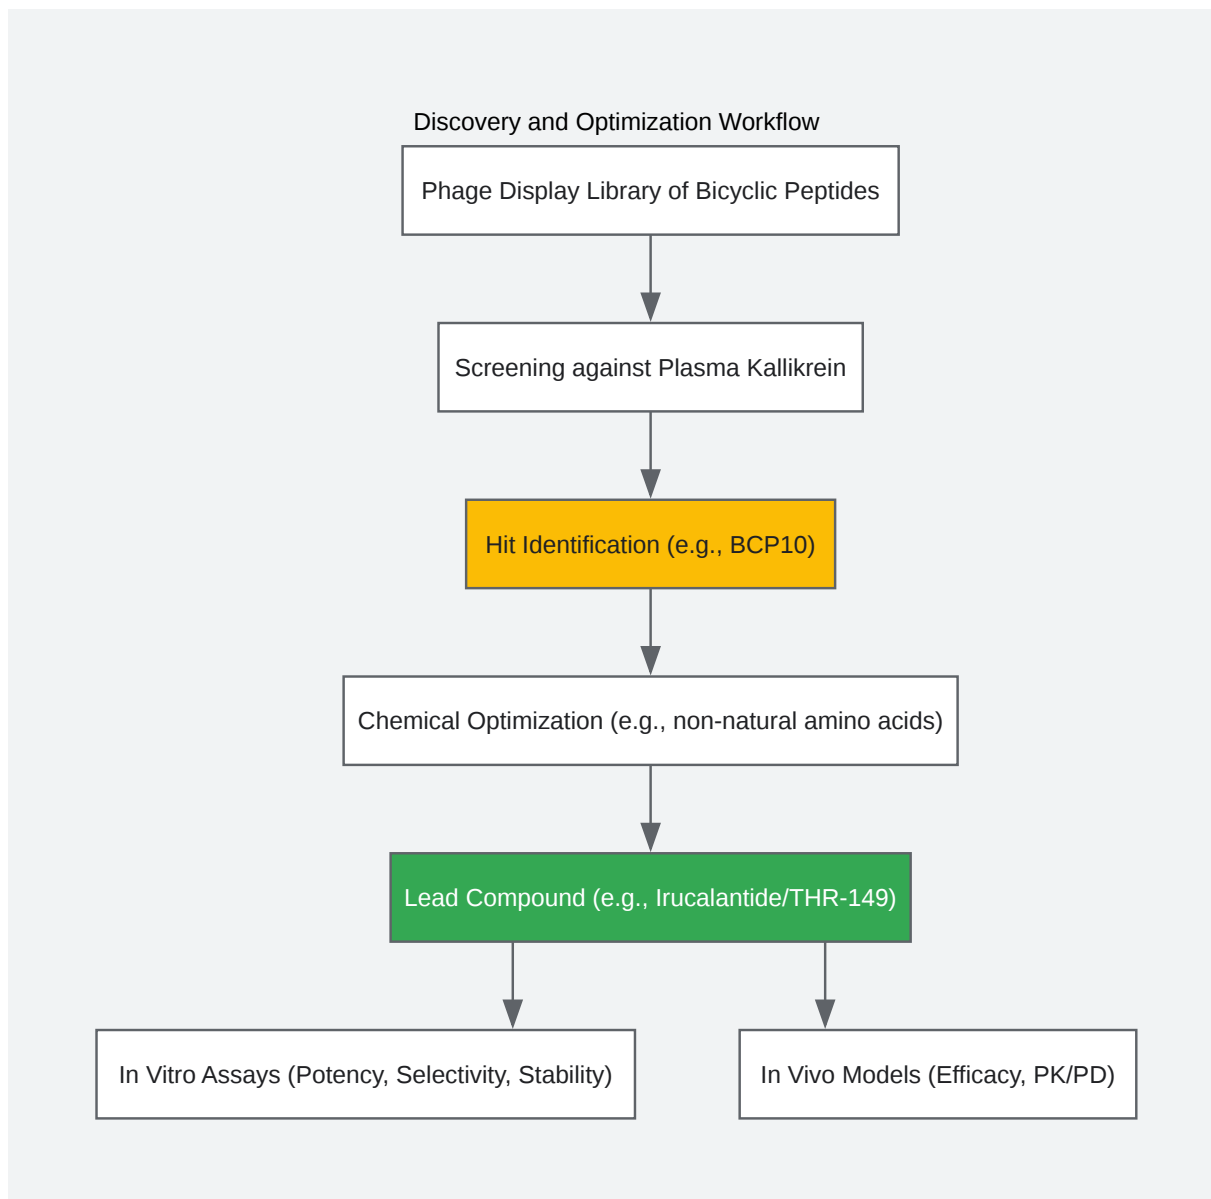 Discovery and Optimization Workflow
Phage Display Library of Bicyclic Peptides
Screening against Plasma Kallikrein
Hit Identification (e.g., BCP10)
Chemical Optimization (e.g., non-natural amino acids)
Lead Compound (e.g., Irucalantide/THR-149)
In Vitro Assays (Potency, Selectivity, Stability)
In Vivo Models (Efficacy, PK/PD)